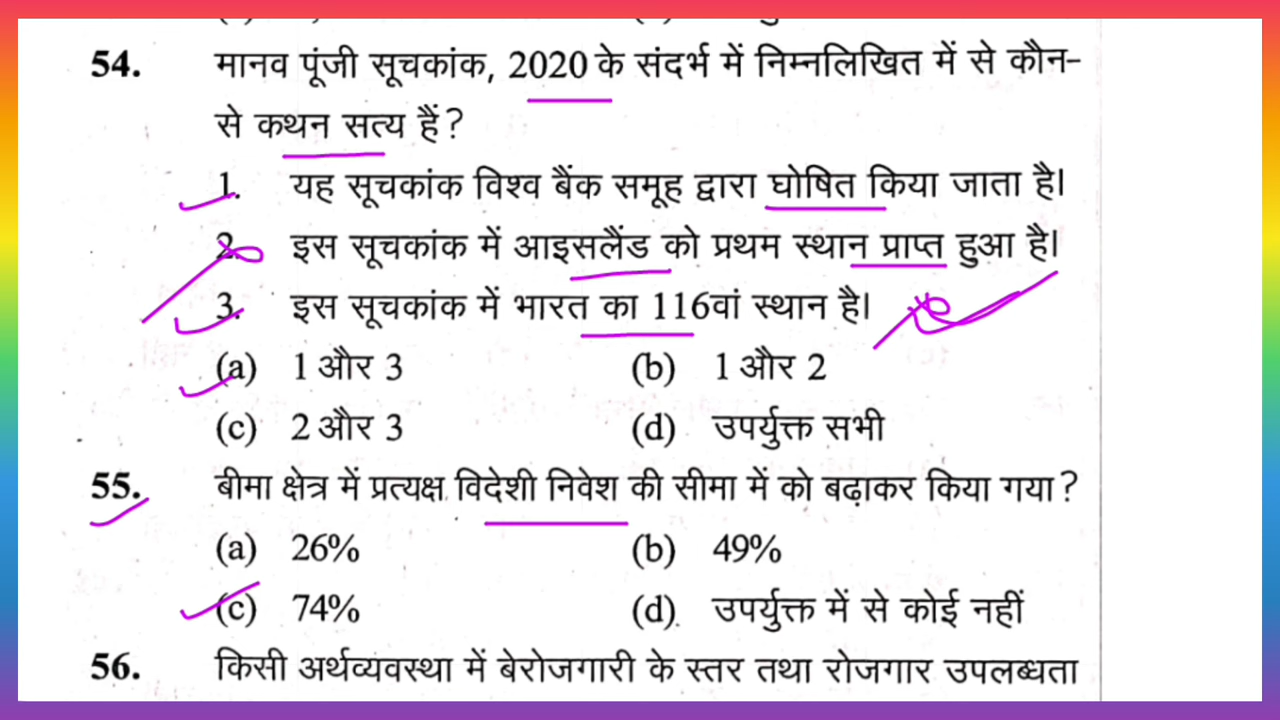 54. मानव पूंजी सूचकांक, 2020 के संदर्भ में निम्नलिखित में से कौन-
से कथन सत्य हैं?
1. यह सूचकांक विश्व बैंक समूह द्वारा घोषित किया जाता है।
2. इस सूचकांक में आइसलैंड को प्रथम स्थान प्राप्त हुआ है।
3. इस सूचकांक में भारत का 116वां स्थान है।
(a) 1 और 3 (b) 1 और 2
(c) 2 और 3 (d) उपर्युक्त सभी
55. बीमा क्षेत्र में प्रत्यक्ष विदेशी निवेश की सीमा में को बढ़ाकर किया गया?
(a) 26% (b) 49%
(c) 74% (d) उपर्युक्त में से कोई नहीं
56. किसी अर्थव्यवस्था में बेरोजगारी के स्तर तथा रोजगार उपलब्धता